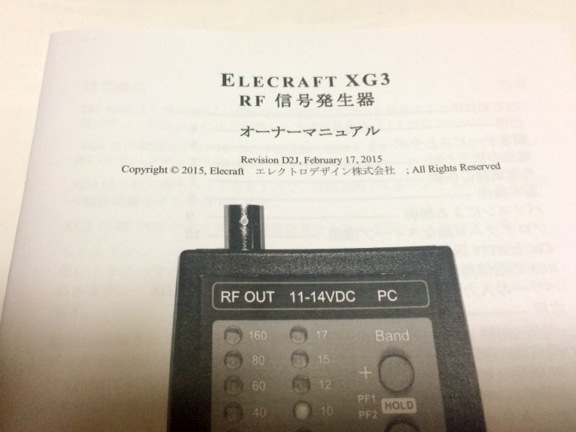 ELECRAFT XG3
RF 信号発生器
オーナーマニュアル
Revision D2J, February 17, 2015
Copyright © 2015, Elecraft エレクトロデザイン株式会社 ; All Rights Reserved
RF OUT 11-14VDC PC
160 17 Band
80 15
60 12 +
PF1 HOLD
40 10 PF2